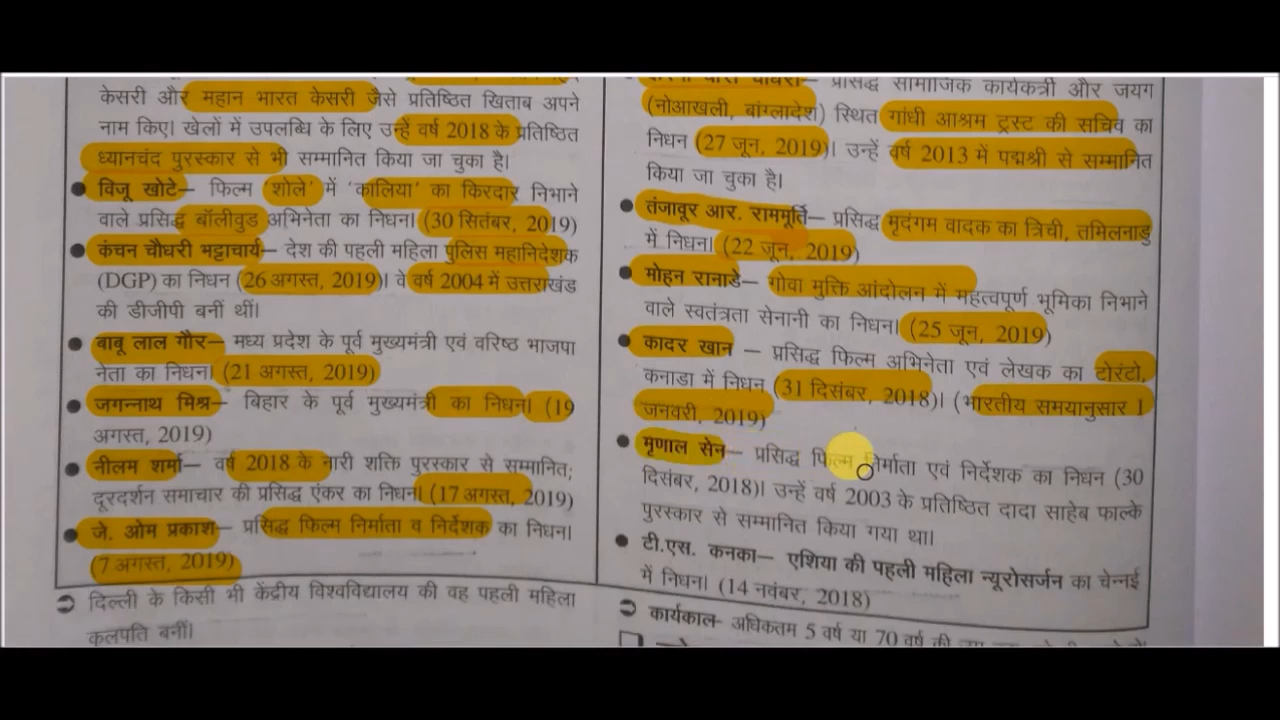 केसरी और महान भारत केसरी जैसे प्रतिष्ठित खिताब अपने
नाम किए। खेलों में उपलब्धि के लिए उन्हें वर्ष 2018 के प्रतिष्ठित
ध्यानचंद पुरस्कार से भी सम्मानित किया जा चुका है।
● विजू खोटे– फिल्म 'शोले' में 'कालिया' का किरदार निभाने
वाले प्रसिद्ध बॉलीवुड अभिनेता का निधन। (30 सितंबर, 2019)
● कंचन चौधरी भट्टाचार्य– देश की पहली महिला पुलिस महानिदेशक
(DGP) का निधन (26 अगस्त, 2019)। वे वर्ष 2004 में उत्तराखंड
की डीजीपी बनीं थीं।
● बाबू लाल गौर– मध्य प्रदेश के पूर्व मुख्यमंत्री एवं वरिष्ठ भाजपा
नेता का निधन। (21 अगस्त, 2019)
● जगन्नाथ मिश्र– बिहार के पूर्व मुख्यमंत्री का निधन। (19
अगस्त, 2019)
● नीलम शर्मा– वर्ष 2018 के नारी शक्ति पुरस्कार से सम्मानित;
दूरदर्शन समाचार की प्रसिद्ध एंकर का निधन। (17 अगस्त, 2019)
● जे. ओम प्रकाश– प्रसिद्ध फिल्म निर्माता व निर्देशक का निधन।
(7 अगस्त, 2019)
⊃ दिल्ली के किसी भी केंद्रीय विश्वविद्यालय की वह पहली महिला
कुलपति बनीं।
प्रसिद्ध सामाजिक कार्यकर्त्री और जयग
(नोआखली, बांग्लादेश) स्थित गांधी आश्रम ट्रस्ट की सचिव का
निधन (27 जून, 2019)। उन्हें वर्ष 2013 में पद्मश्री से सम्मानित
किया जा चुका है।
● तंजावूर आर. राममूर्ति– प्रसिद्ध मृदंगम वादक का त्रिची, तमिलनाडु
में निधन। (22 जून, 2019)
● मोहन रानाडे– गोवा मुक्ति आंदोलन में महत्वपूर्ण भूमिका निभाने
वाले स्वतंत्रता सेनानी का निधन। (25 जून, 2019)
● कादर खान – प्रसिद्ध फिल्म अभिनेता एवं लेखक का टोरंटो,
कनाडा में निधन (31 दिसंबर, 2018)। (भारतीय समयानुसार 1
जनवरी, 2019)
● मृणाल सेन– प्रसिद्ध फिल्म निर्माता एवं निर्देशक का निधन (30
दिसंबर, 2018)। उन्हें वर्ष 2003 के प्रतिष्ठित दादा साहेब फाल्के
पुरस्कार से सम्मानित किया गया था।
● टी.एस. कनका– एशिया की पहली महिला न्यूरोसर्जन का चेन्नई
में निधन। (14 नवंबर, 2018)
⊃ कार्यकाल– अधिकतम 5 वर्ष या 70 वर्ष की